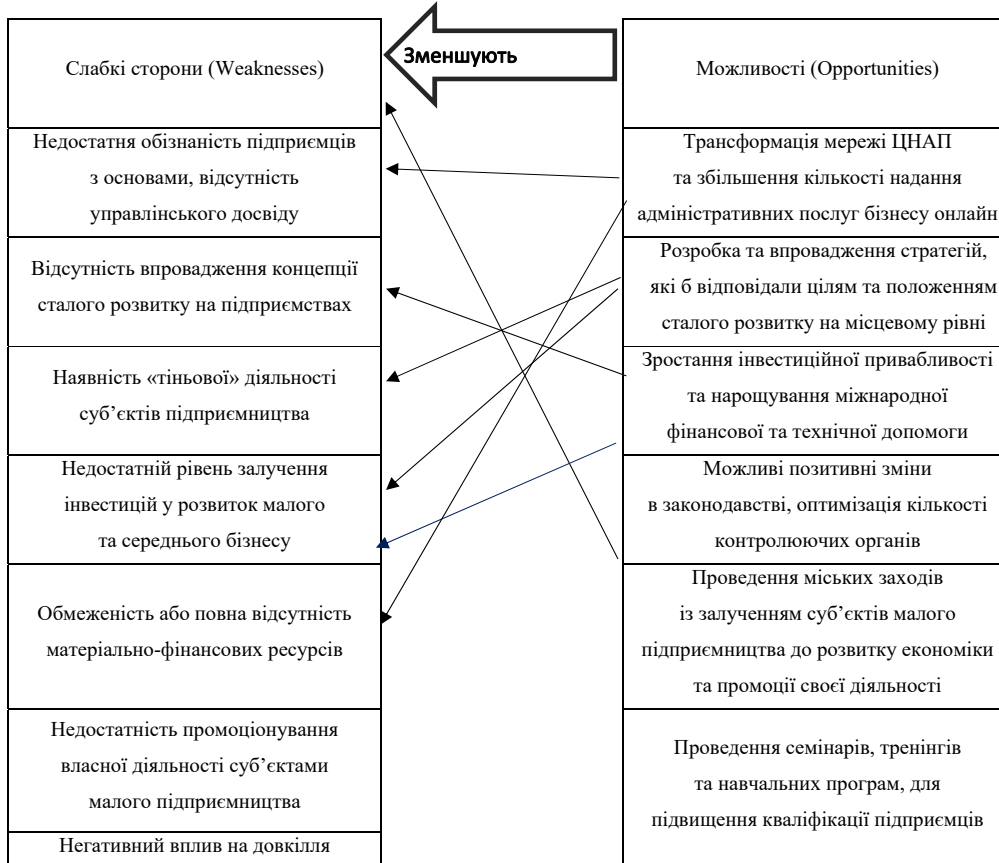 Слабкі сторони (Weaknesses)
Зменшують
Можливості (Opportunities)
Недостатня обізнаність підприємців
з основами, відсутність
управлінського досвіду
Трансформація мережі ЦНАП
та збільшення кількості надання
адміністративних послуг бізнесу онлайн
Відсутність впровадження концепції
сталого розвитку на підприємствах
Розробка та впровадження стратегій,
які б відповідали цілям та положенням
сталого розвитку на місцевому рівні
Наявність «тіньової» діяльності
суб’єктів підприємництва
Зростання інвестиційної привабливості
та нарощування міжнародної
фінансової та технічної допомоги
Недостатній рівень залучення
інвестицій у розвиток малого
та середнього бізнесу
Можливі позитивні зміни
в законодавстві, оптимізація кількості
контролюючих органів
Обмеженість або повна відсутність
матеріально-фінансових ресурсів
Проведення міських заходів
із залученням суб’єктів малого
підприємництва до розвитку економіки
та промоції своєї діяльності
Недостатність промоціонування
власної діяльності суб’єктами
малого підприємництва
Проведення семінарів, тренінгів
та навчальних програм, для
підвищення кваліфікації підприємців
Негативний вплив на довкілля